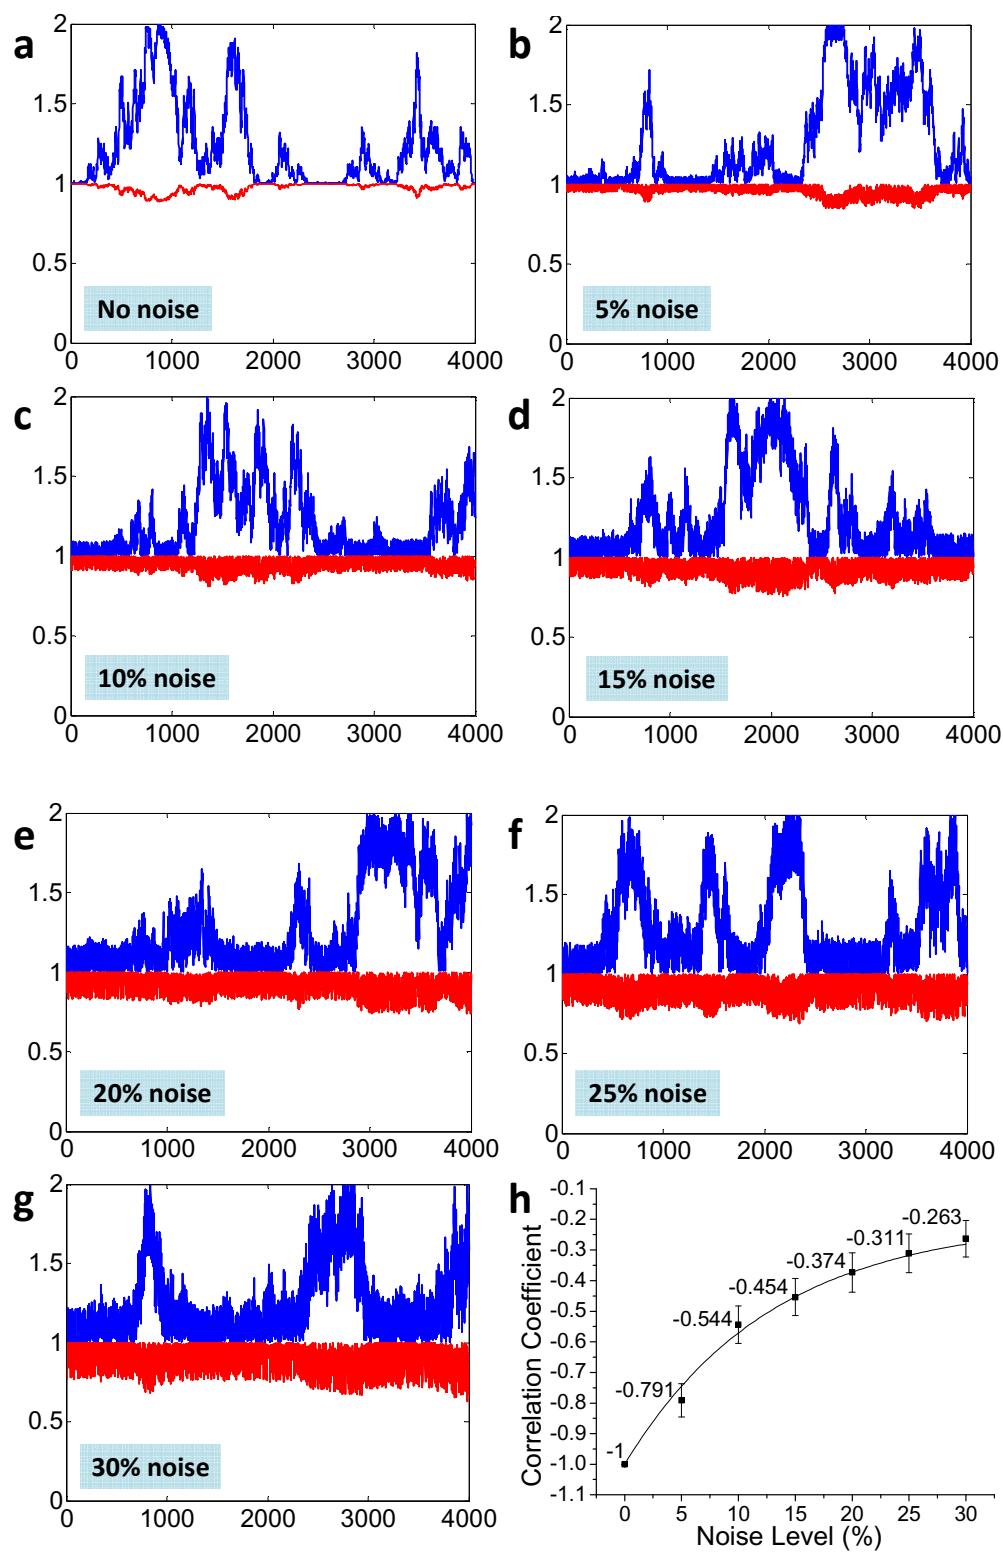 a
2
1.5
1
0.5
0
No noise
0 1000 2000 3000 4000
b
2
1.5
1
0.5
0
5% noise
0 1000 2000 3000 4000
c
2
1.5
1
0.5
0
10% noise
0 1000 2000 3000 4000
d
2
1.5
1
0.5
0
15% noise
0 1000 2000 3000 4000
e
2
1.5
1
0.5
0
20% noise
0 1000 2000 3000 4000
f
2
1.5
1
0.5
0
25% noise
0 1000 2000 3000 4000
g
2
1.5
1
0.5
0
30% noise
0 1000 2000 3000 4000
h
Correlation Coefficient
-0.1
-0.2
-0.3
-0.4
-0.5
-0.6
-0.7
-0.8
-0.9
-1.0
-1.1
-1
-0.791
-0.544
-0.454
-0.374
-0.311
-0.263
0 5 10 15 20 25 30
Noise Level (%)